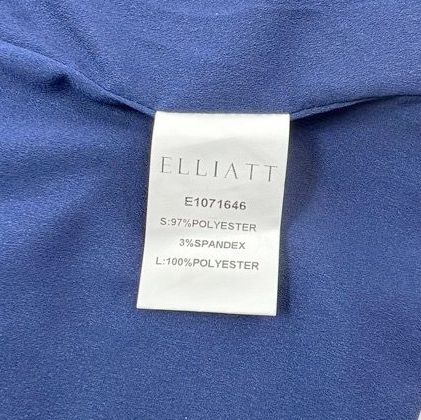 ELLIATT
E1071646
S:97%POLYESTER
3%SPANDEX
L:100%POLYESTER